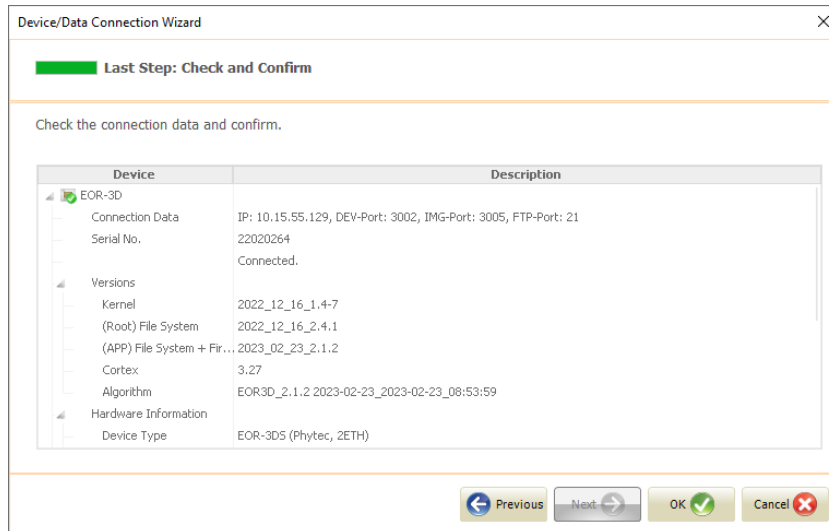 Device/Data Connection Wizard
Last Step: Check and Confirm
Check the connection data and confirm.
Device Description
EOR-3D
Connection Data IP: 10.15.55.129, DEV-Port: 3002, IMG-Port: 3005, FTP-Port: 21
Serial No. 22020264
Connected.
Versions
Kernel 2022_12_16_1.4-7
(Root) File System 2022_12_16_2.4.1
(APP) File System + Fir... 2023_02_23_2.1.2
Cortex 3.27
Algorithm EOR3D_2.1.2 2023-02-23_2023-02-23_08:53:59
Hardware Information
Device Type EOR-3DS (Phytec, 2ETH)
Previous Next OK Cancel